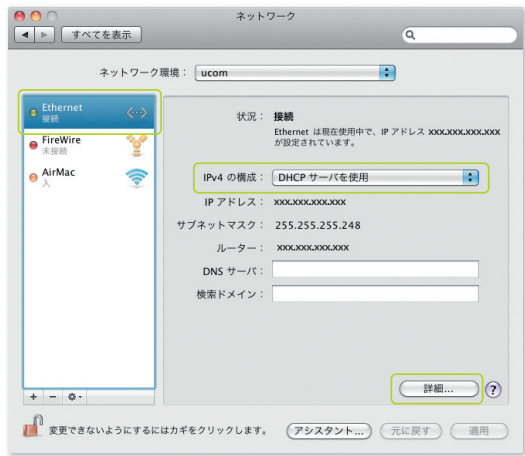 ネットワーク
すべてを表示
ネットワーク環境： ucom
Ethernet
接続
FireWire
未接続
AirMac
入
状況： 接続
Ethernet は現在使用中で、IP アドレス xxx.xxx.xxx.xxx
が設定されています。
IPv4 の構成： DHCP サーバを使用
IP アドレス： xxx.xxx.xxx.xxx
サブネットマスク： 255.255.255.248
ルーター： xxx.xxx.xxx.xxx
DNS サーバ：
検索ドメイン：
詳細... ?
+ −
変更できないようにするにはカギをクリックします。 アシスタント... 元に戻す 適用